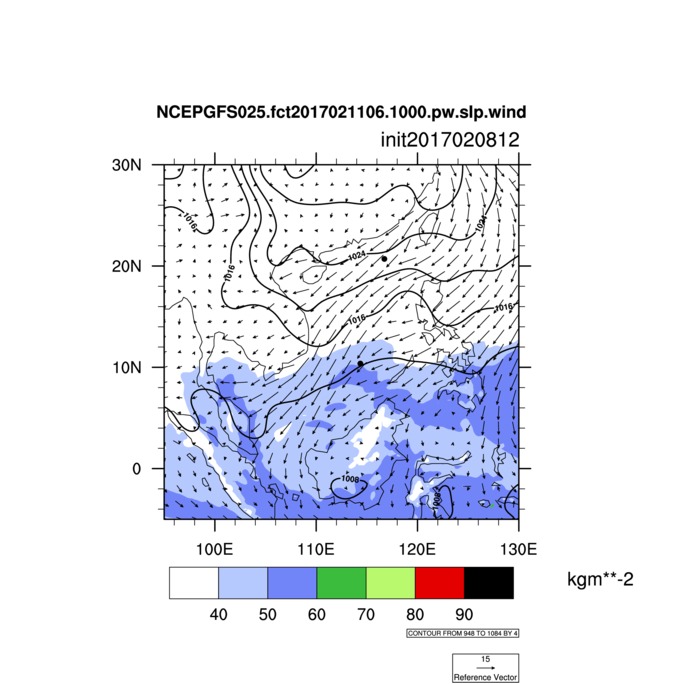 NCEPGFS025.fct2017021106.1000.pw.slp.wind
init2017020812
30N
20N
10N
0
1016
1016
1024
1024
1016
1016
1008
1008
100E 110E 120E 130E
kgm**-2
40 50 60 70 80 90
CONTOUR FROM 948 TO 1084 BY 4
15
Reference Vector